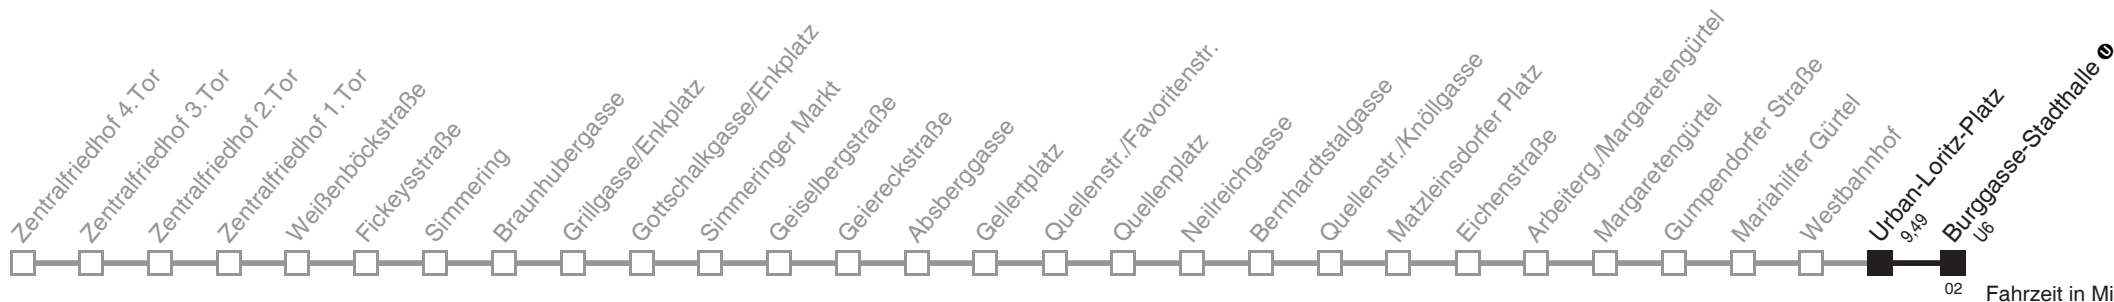 Zentralfriedhof 4.Tor
Zentralfriedhof 3.Tor
Zentralfriedhof 2.Tor
Zentralfriedhof 1.Tor
Weißenböckstraße
Fickeysstraße
Simmering
Braunhubergasse
Grillgasse/Enkplatz
Gottschalkgasse/Enkplatz
Simmeringer Markt
Geiselbergstraße
Geiereckstraße
Absberggasse
Gellertplatz
Quellenstr./Favoritenstr.
Quellenplatz
Neilreichgasse
Bernhardtstalgasse
Quellenstr./Knöllgasse
Matzleinsdorfer Platz
Eichenstraße
Arbeiterg./Margaretengürtel
Margaretengürtel
Gumpendorfer Straße
Mariahilfer Gürtel
Westbahnhof
Urban-Loritz-Platz
9,49
Burggasse-Stadthalle U
U6
02
Fahrzeit in Mi